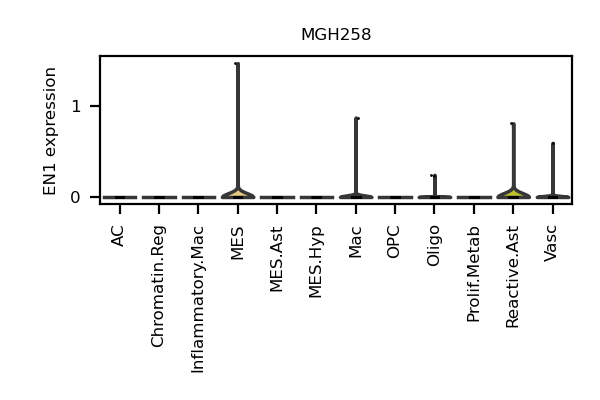 MGH258
EN1 expression
1
0
AC
Chromatin.Reg
Inflammatory.Mac
MES
MES.Ast
MES.Hyp
Mac
OPC
Oligo
Prolif.Metab
Reactive.Ast
Vasc